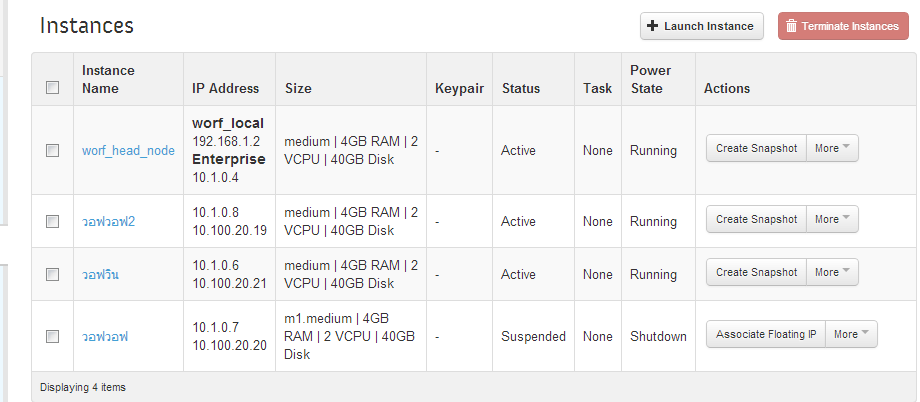 Instances
Launch Instance
Terminate Instances
Instance Name IP Address Size Keypair Status Task Power State Actions
worf_head_node
worf_local
192.168.1.2
Enterprise
10.1.0.4
medium | 4GB RAM | 2
VCPU | 40GB Disk
-
Active
None
Running
Create Snapshot
More
วอฟวอฟ2
10.1.0.8
10.100.20.19
medium | 4GB RAM | 2
VCPU | 40GB Disk
-
Active
None
Running
Create Snapshot
More
วอฟวิน
10.1.0.6
10.100.20.21
medium | 4GB RAM | 2
VCPU | 40GB Disk
-
Active
None
Running
Create Snapshot
More
วอฟวอฟ
10.1.0.7
10.100.20.20
m1.medium | 4GB
RAM | 2 VCPU | 40GB
Disk
-
Suspended
None
Shutdown
Associate Floating IP
More
Displaying 4 items